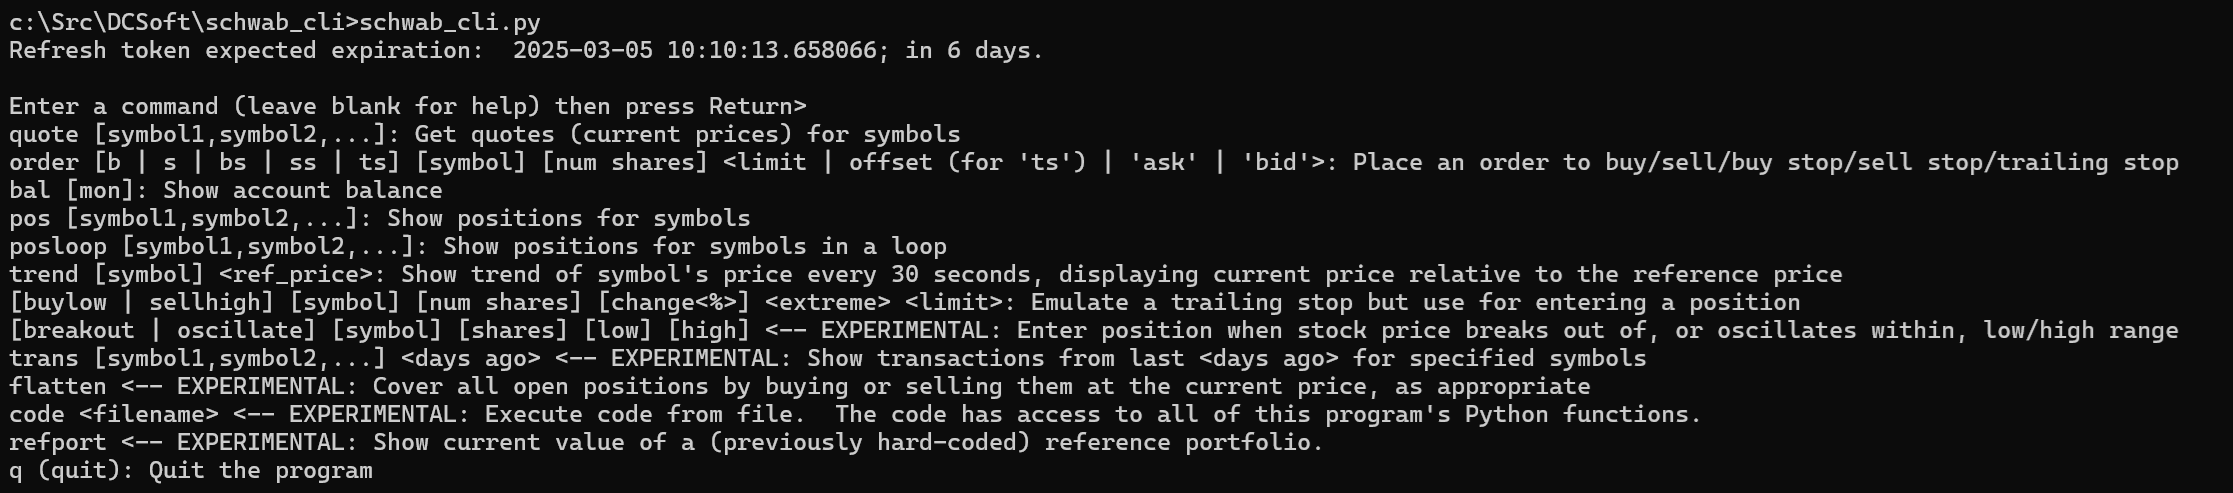 c:\Src\DCSoft\schwab_cli>schwab_cli.py
Refresh token expected expiration:  2025-03-05 10:10:13.658066; in 6 days.
Enter a command (leave blank for help) then press Return>
quote [symbol1,symbol2,...]: Get quotes (current prices) for symbols
order [b | s | bs | ss | ts] [symbol] [num shares] <limit | offset (for 'ts') | 'ask' | 'bid'>: Place an order to buy/sell/buy stop/sell stop/trailing stop
bal [mon]: Show account balance
pos [symbol1,symbol2,...]: Show positions for symbols
posloop [symbol1,symbol2,...]: Show positions for symbols in a loop
trend [symbol] <ref_price>: Show trend of symbol's price every 30 seconds, displaying current price relative to the reference price
[buylow | sellhigh] [symbol] [num shares] [change<%>] <extreme> <limit>: Emulate a trailing stop but use for entering a position
[breakout | oscillate] [symbol] [shares] [low] [high] <-- EXPERIMENTAL: Enter position when stock price breaks out of, or oscillates within, low/high range
trans [symbol1,symbol2,...] <days ago> <-- EXPERIMENTAL: Show transactions from last <days ago> for specified symbols
flatten <-- EXPERIMENTAL: Cover all open positions by buying or selling them at the current price, as appropriate
code <filename> <-- EXPERIMENTAL: Execute code from file.  The code has access to all of this program's Python functions.
refport <-- EXPERIMENTAL: Show current value of a (previously hard-coded) reference portfolio.
q (quit): Quit the program